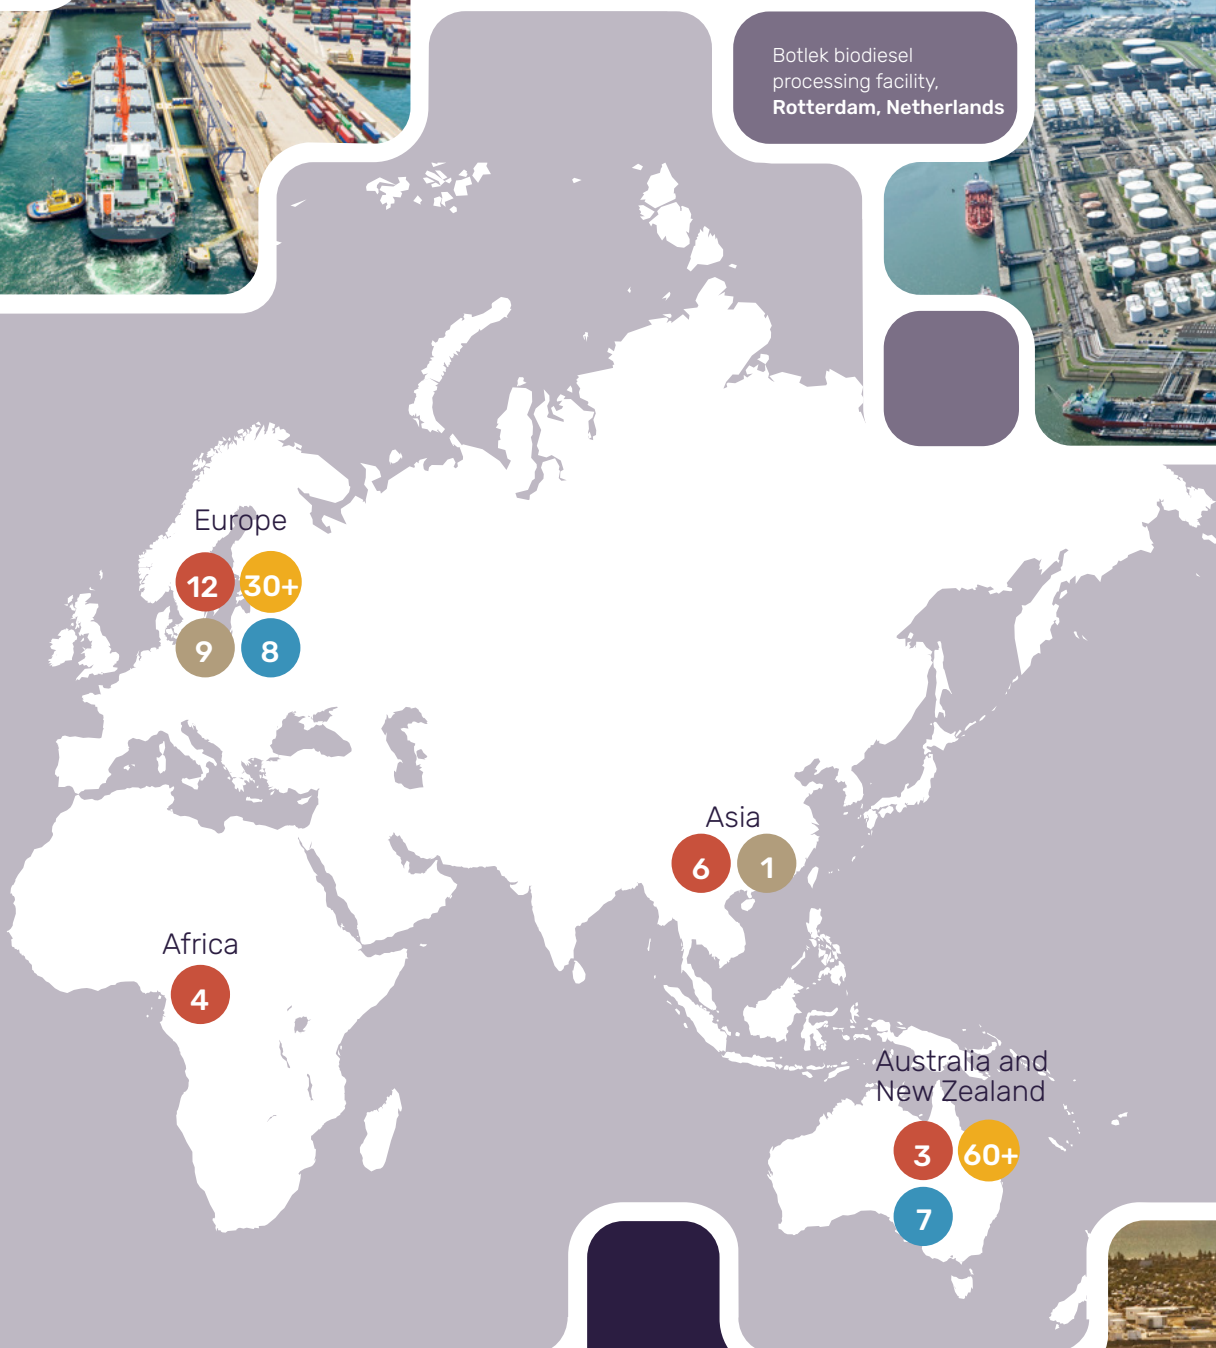 Botlek biodiesel
processing facility,
Rotterdam, Netherlands
Europe
12 30+
9 8
Asia
6 1
Africa
4
Australia and
New Zealand
3 60+
7